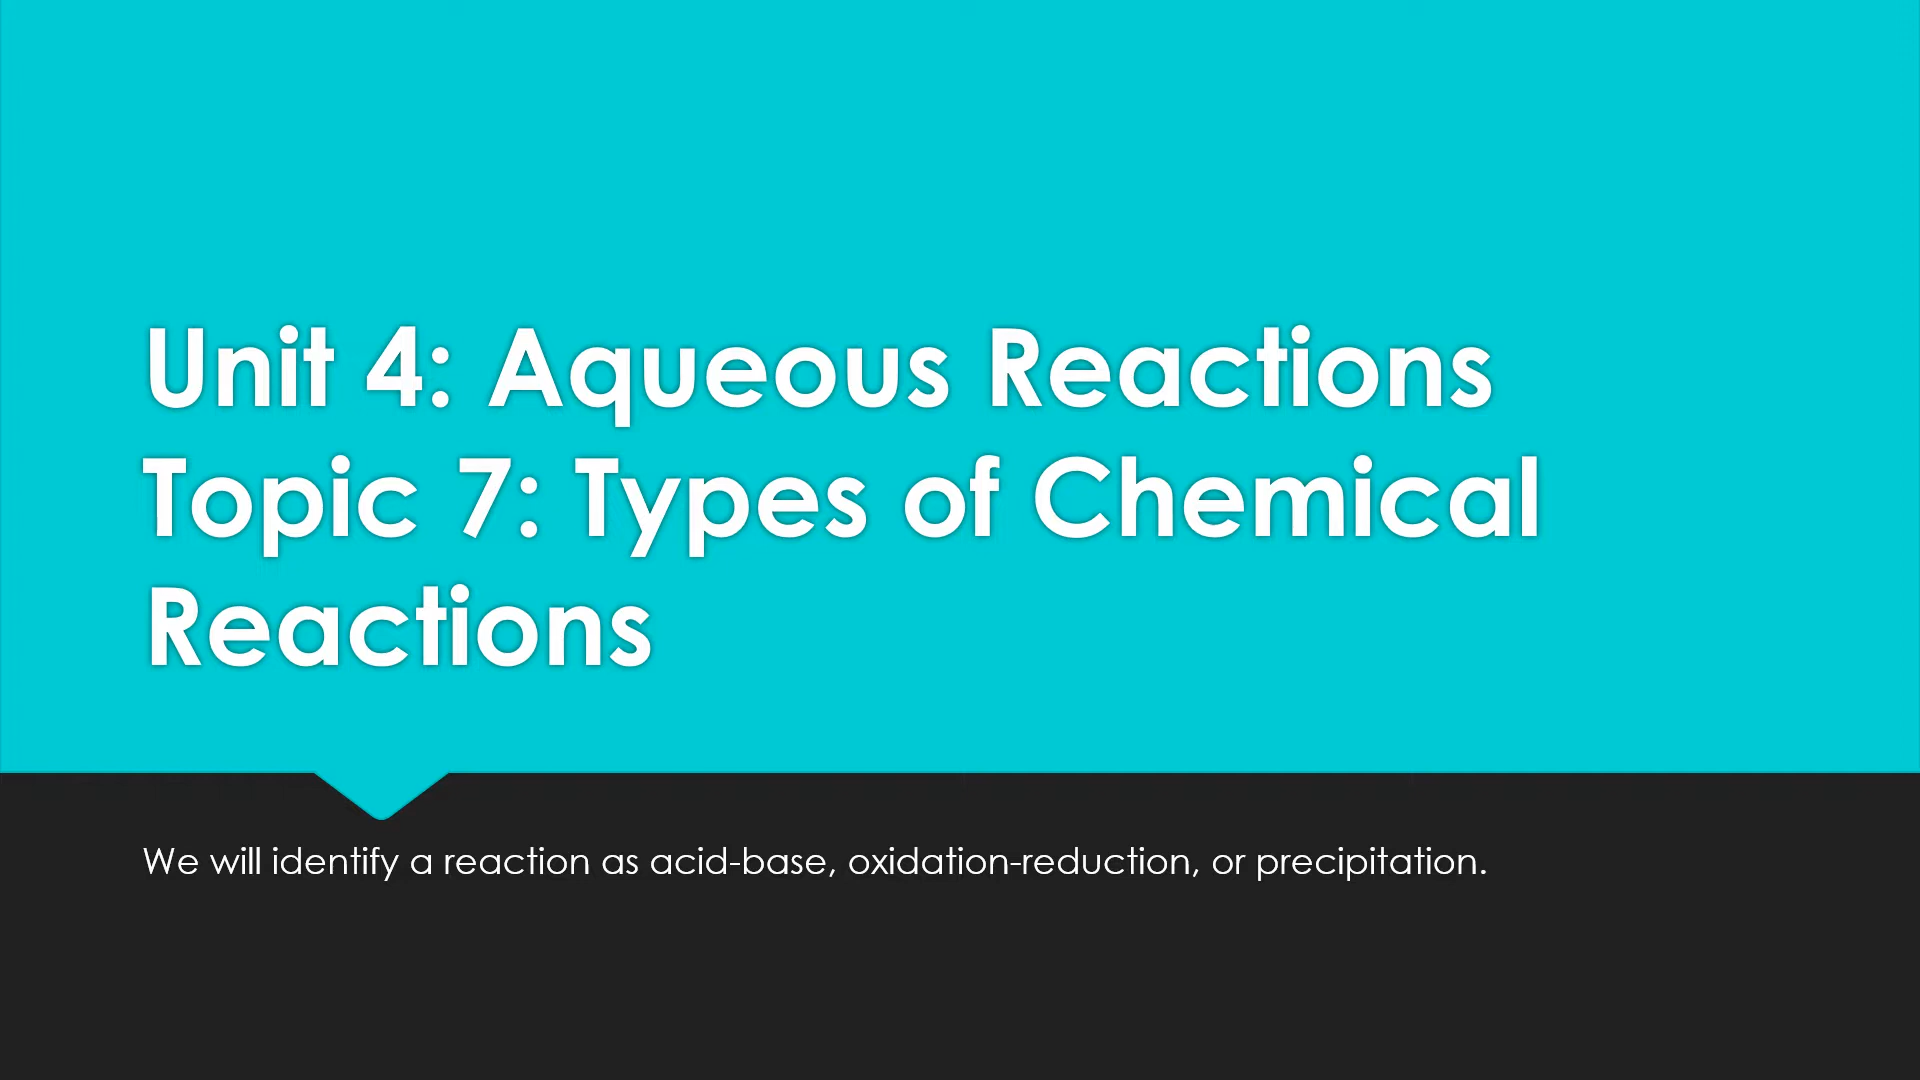 Unit 4: Aqueous Reactions
Topic 7: Types of Chemical
Reactions
We will identify a reaction as acid-base, oxidation-reduction, or precipitation.